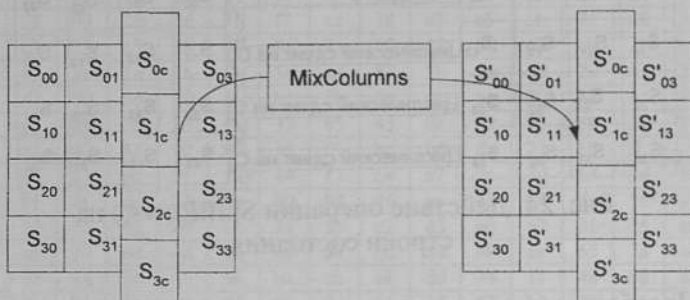 S₀₀ S₀₁ S₀c S₀₃ MixColumns S'₀₀ S'₀₁ S'₀c S'₀₃
S₁₀ S₁₁ S₁c S₁₃ S'₁₀ S'₁₁ S'₁c S'₁₃
S₂₀ S₂₁ S₂c S₂₃ S'₂₀ S'₂₁ S'₂c S'₂₃
S₃₀ S₃₁ S₃c S₃₃ S'₃₀ S'₃₁ S'₃c S'₃₃